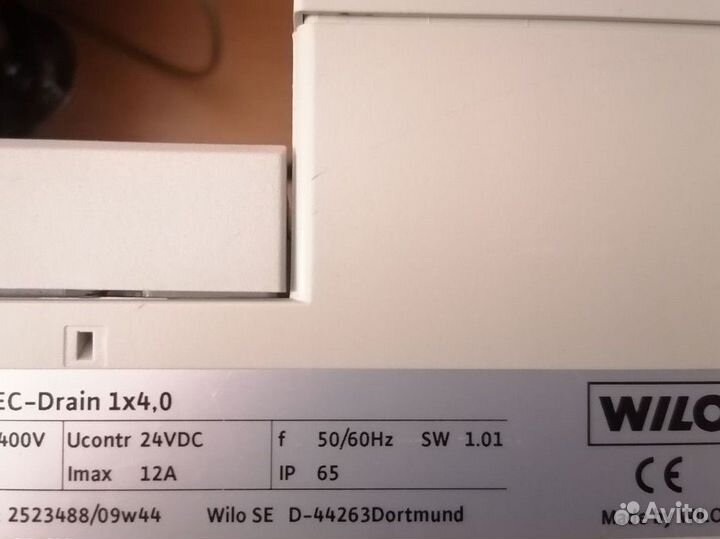 EC-Drain 1x4,0
WILO
400V Ucontr 24VDC f 50/60Hz SW 1.01
Imax 12A IP 65
CE
: 2523488/09w44 Wilo SE D-44263Dortmund
Avito